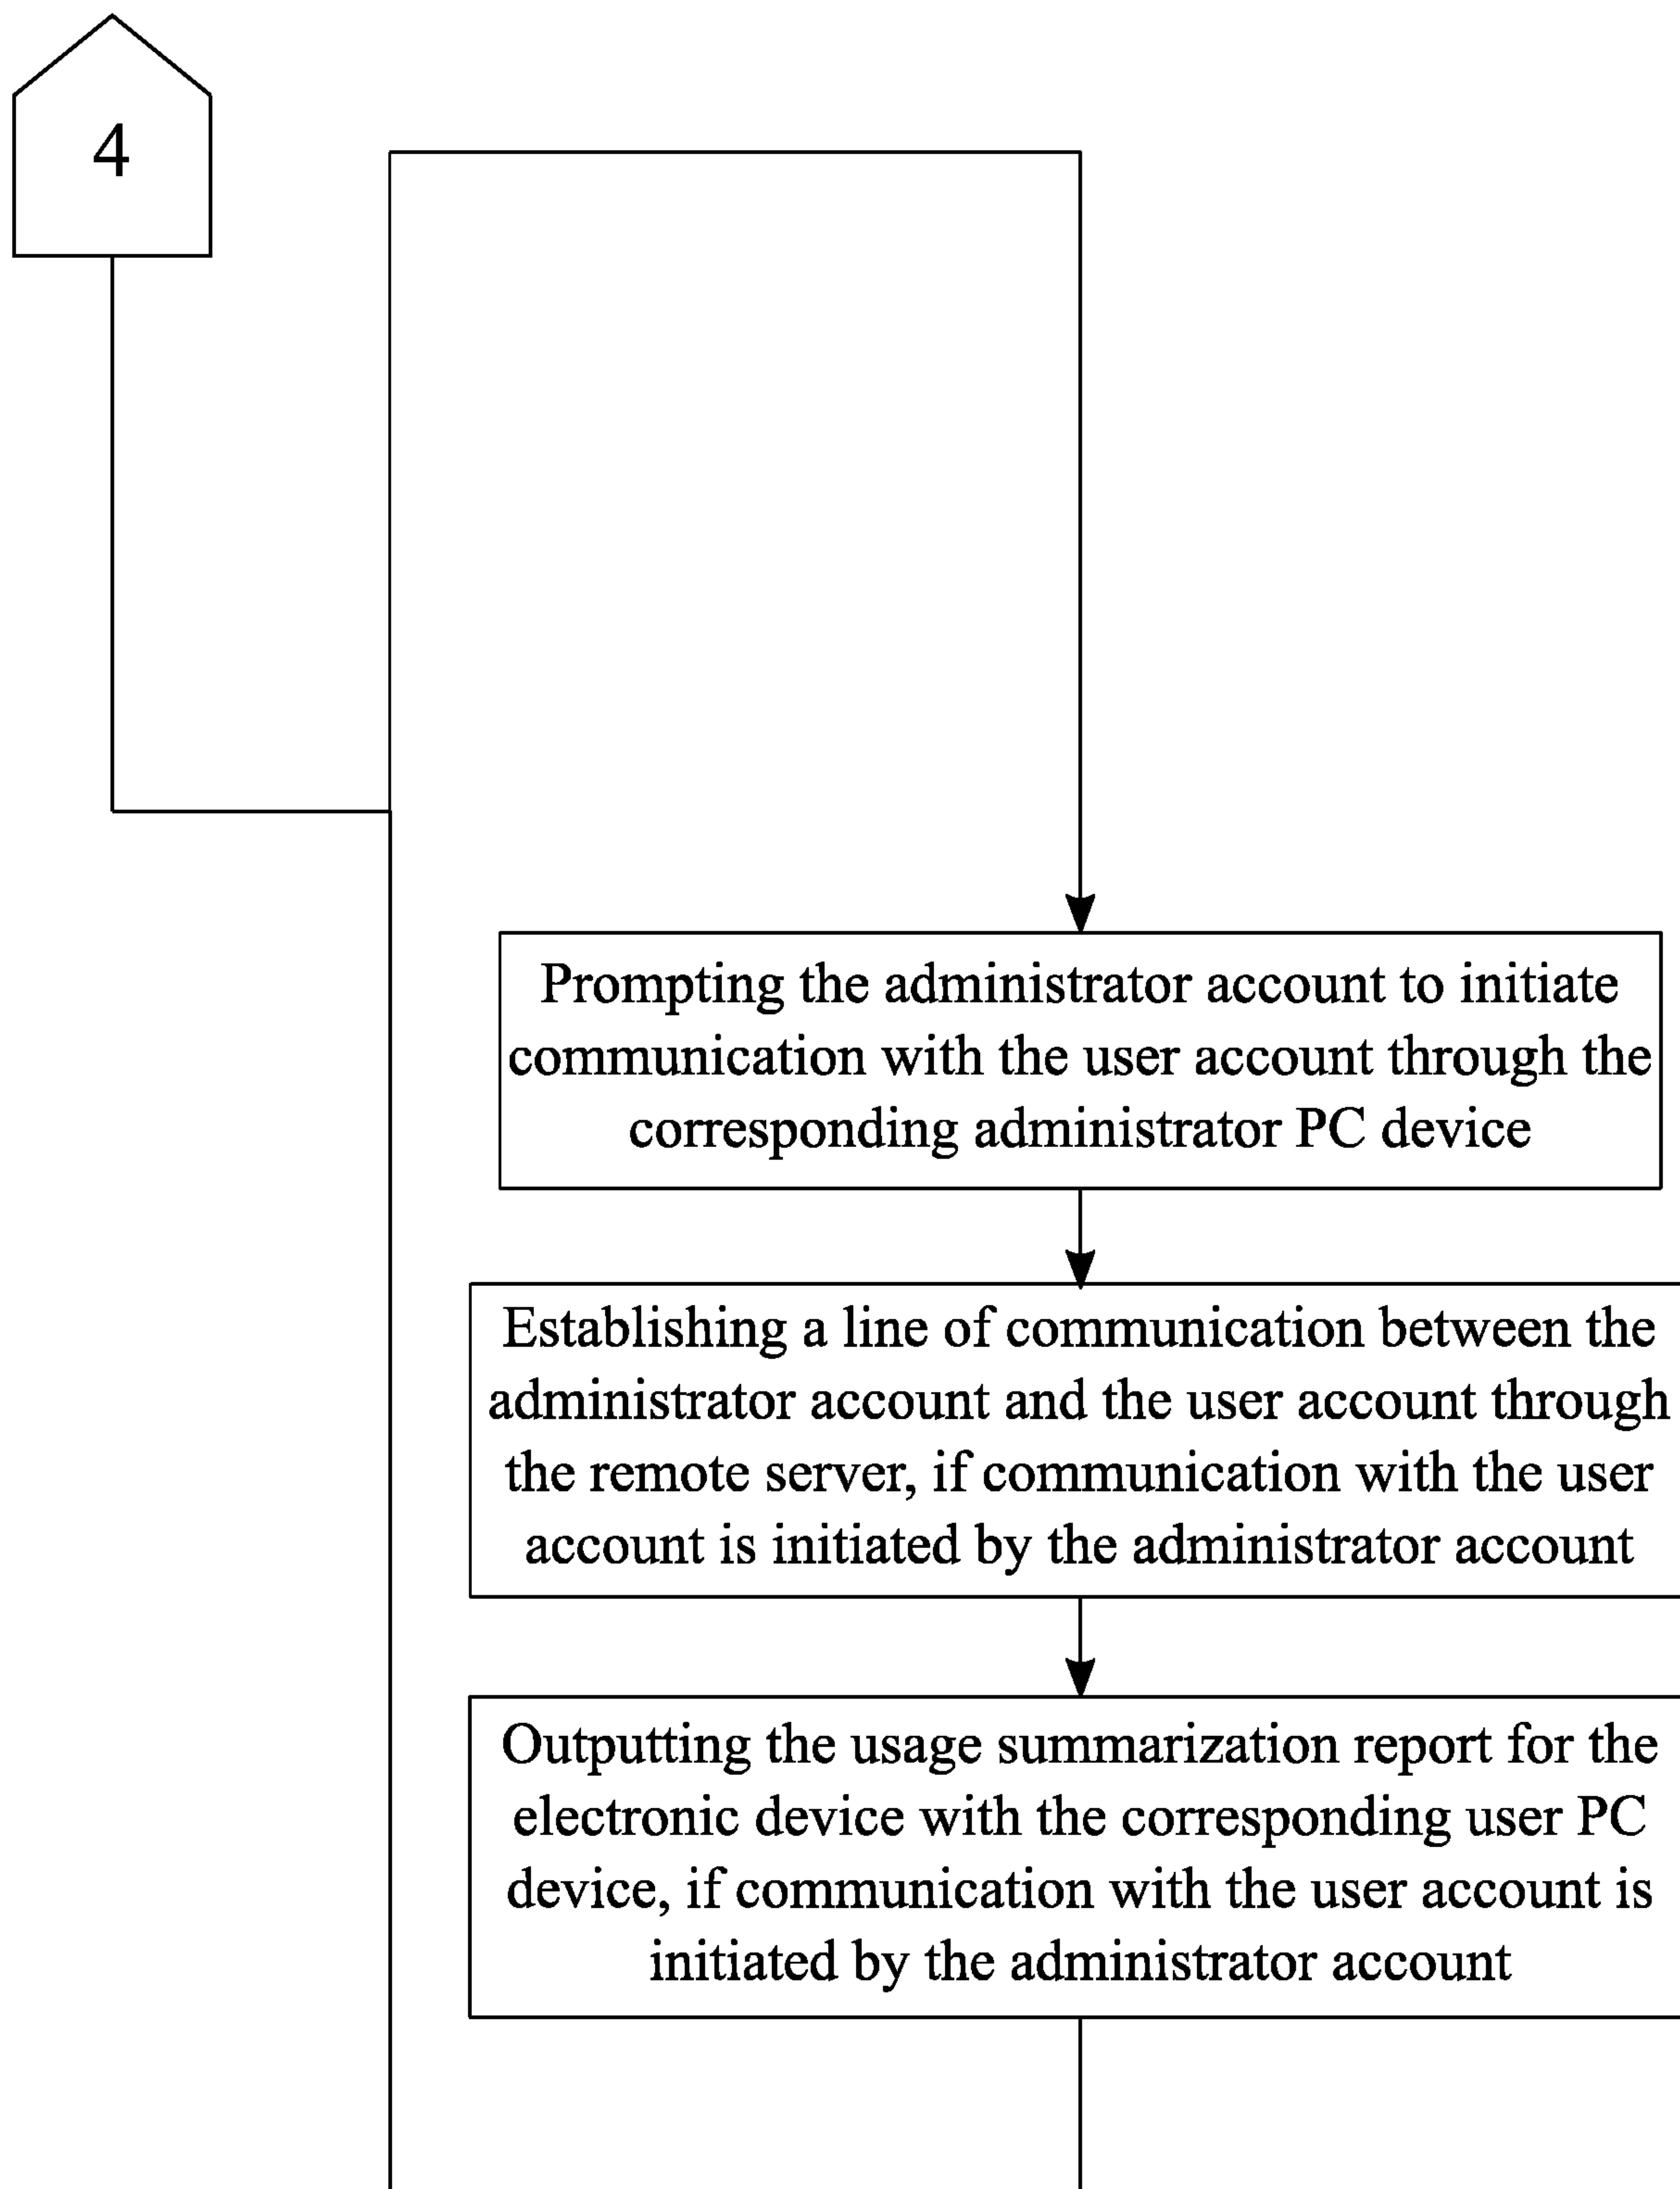 4
Prompting the administrator account to initiate
communication with the user account through the
corresponding administrator PC device
Establishing a line of communication between the
administrator account and the user account through
the remote server, if communication with the user
account is initiated by the administrator account
Outputting the usage summarization report for the
electronic device with the corresponding user PC
device, if communication with the user account is
initiated by the administrator account